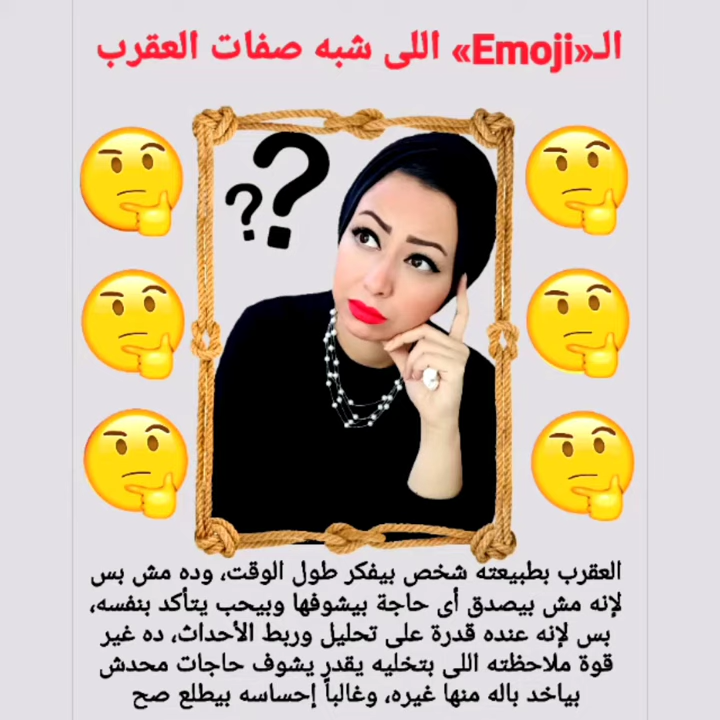 الـ«Emoji» اللى شبه صفات العقرب
??
العقرب بطبيعته شخص بيفكر طول الوقت، وده مش بس
لإنه مش بيصدق أى حاجة بيشوفها وبيحب يتأكد بنفسه،
بس لإنه عنده قدرة على تحليل وربط الأحداث، ده غير
قوة ملاحظته اللى بتخليه يقدر يشوف حاجات محدش
بياخد باله منها غيره، وغالباً إحساسه بيطلع صح